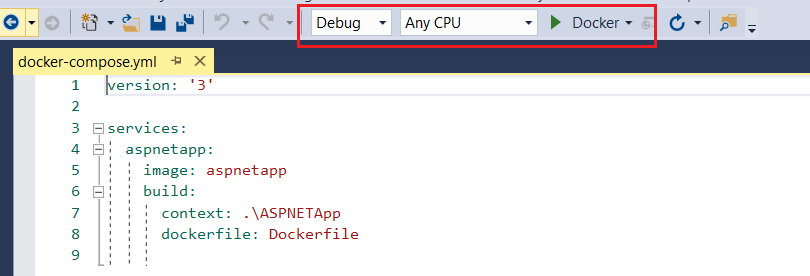 Debug Any CPU Docker
docker-compose.yml
1 version: '3'
2
3 services:
4 aspnetapp:
5 image: aspnetapp
6 build:
7 context: .\ASPNETApp
8 dockerfile: Dockerfile
9